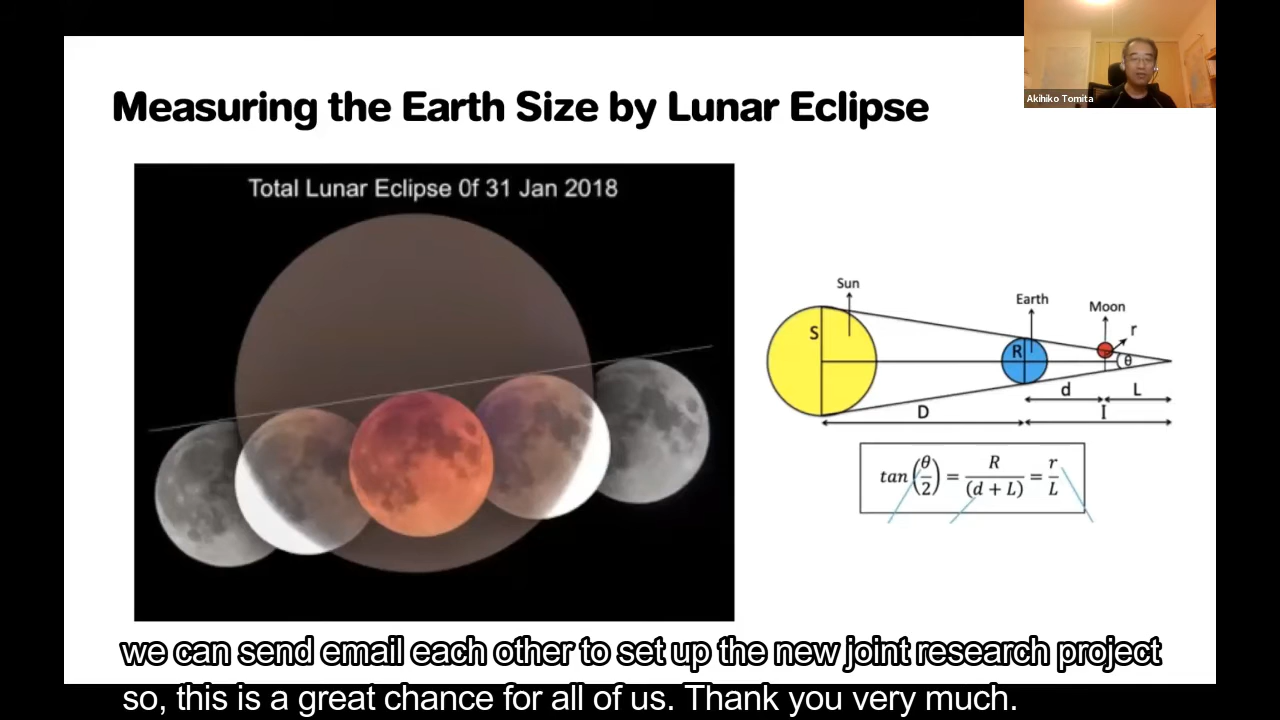 Akihiko Tomita
Measuring the Earth Size by Lunar Eclipse
Total Lunar Eclipse 0f 31 Jan 2018
Sun
Earth
Moon
r
S
R
θ
d
L
D
I
tan(θ/2) = R/(d + L) = r/L
we can send email each other to set up the new joint research project
so, this is a great chance for all of us. Thank you very much.